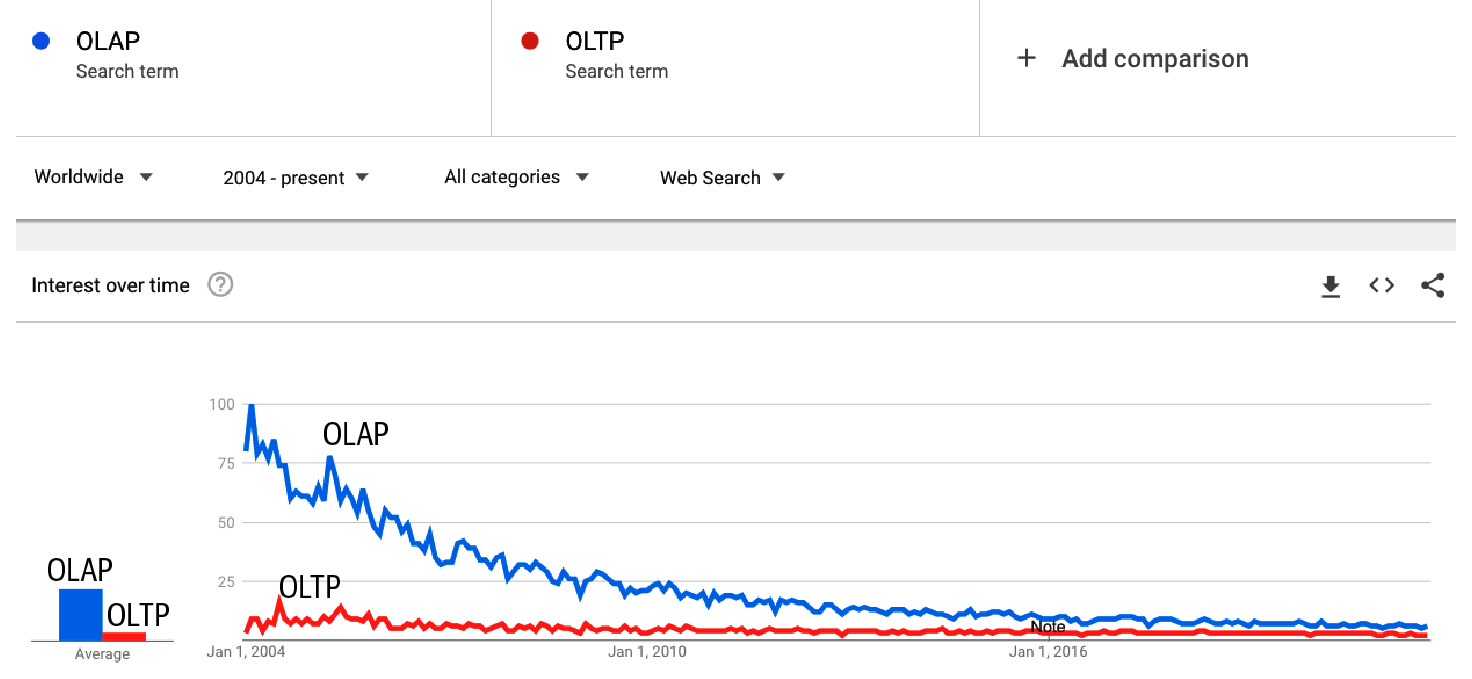 OLAP
Search term
OLTP
Search term
+ Add comparison
Worldwide
2004 - present
All categories
Web Search
Interest over time
?
100
75
50
25
OLAP
OLTP
OLAP
OLTP
Note
Average
Jan 1, 2004
Jan 1, 2010
Jan 1, 2016